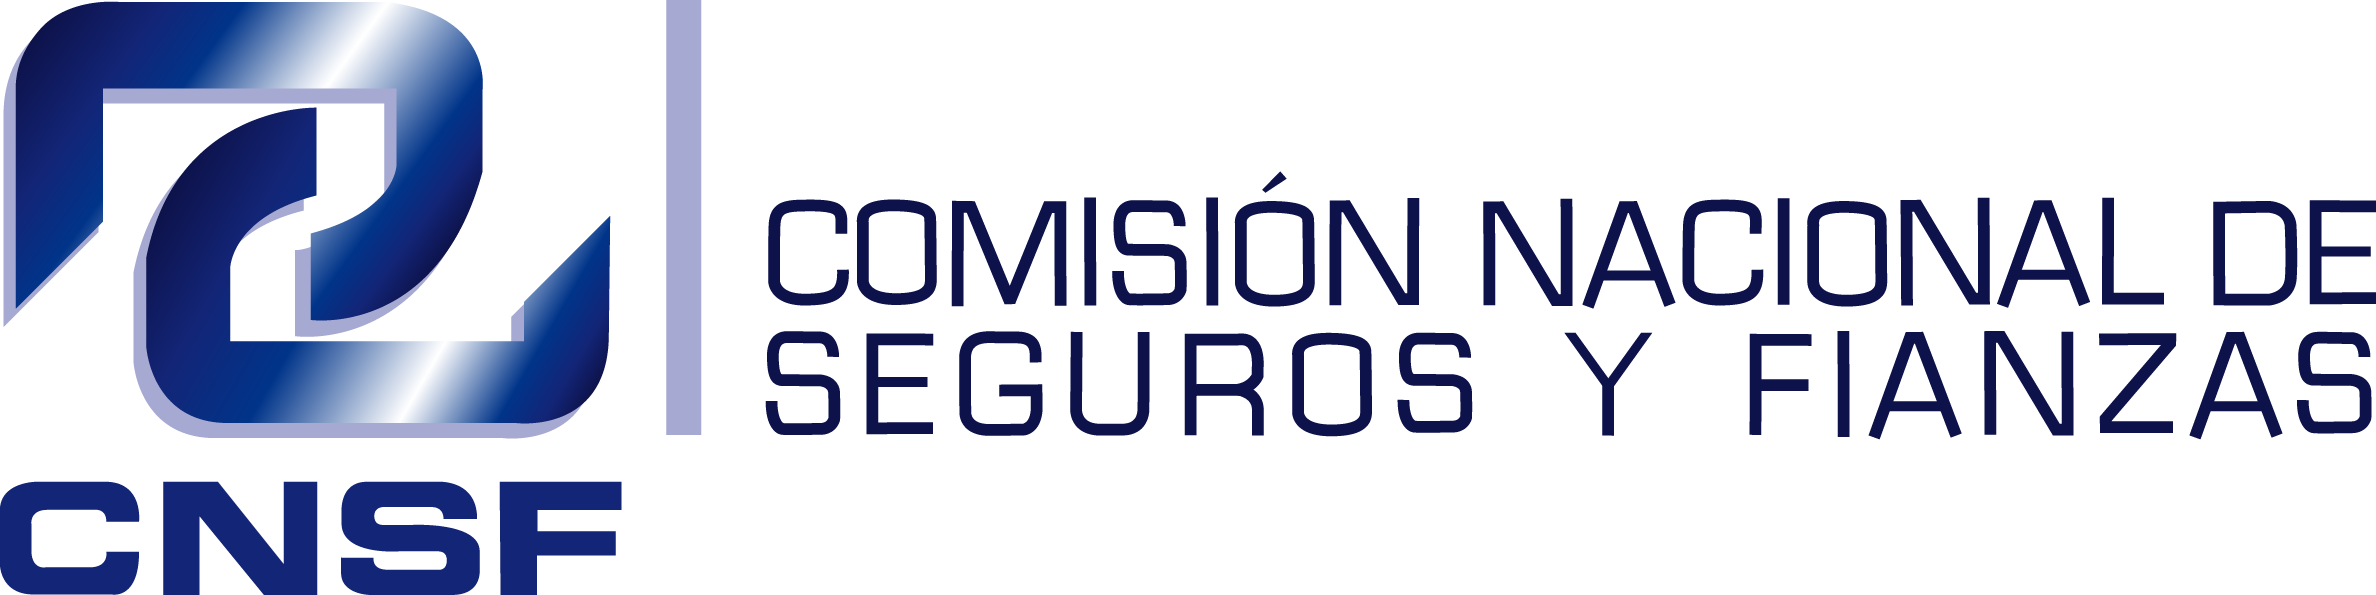 COMISIÓN NACIONAL DE
SEGUROS Y FIANZAS
CNSF